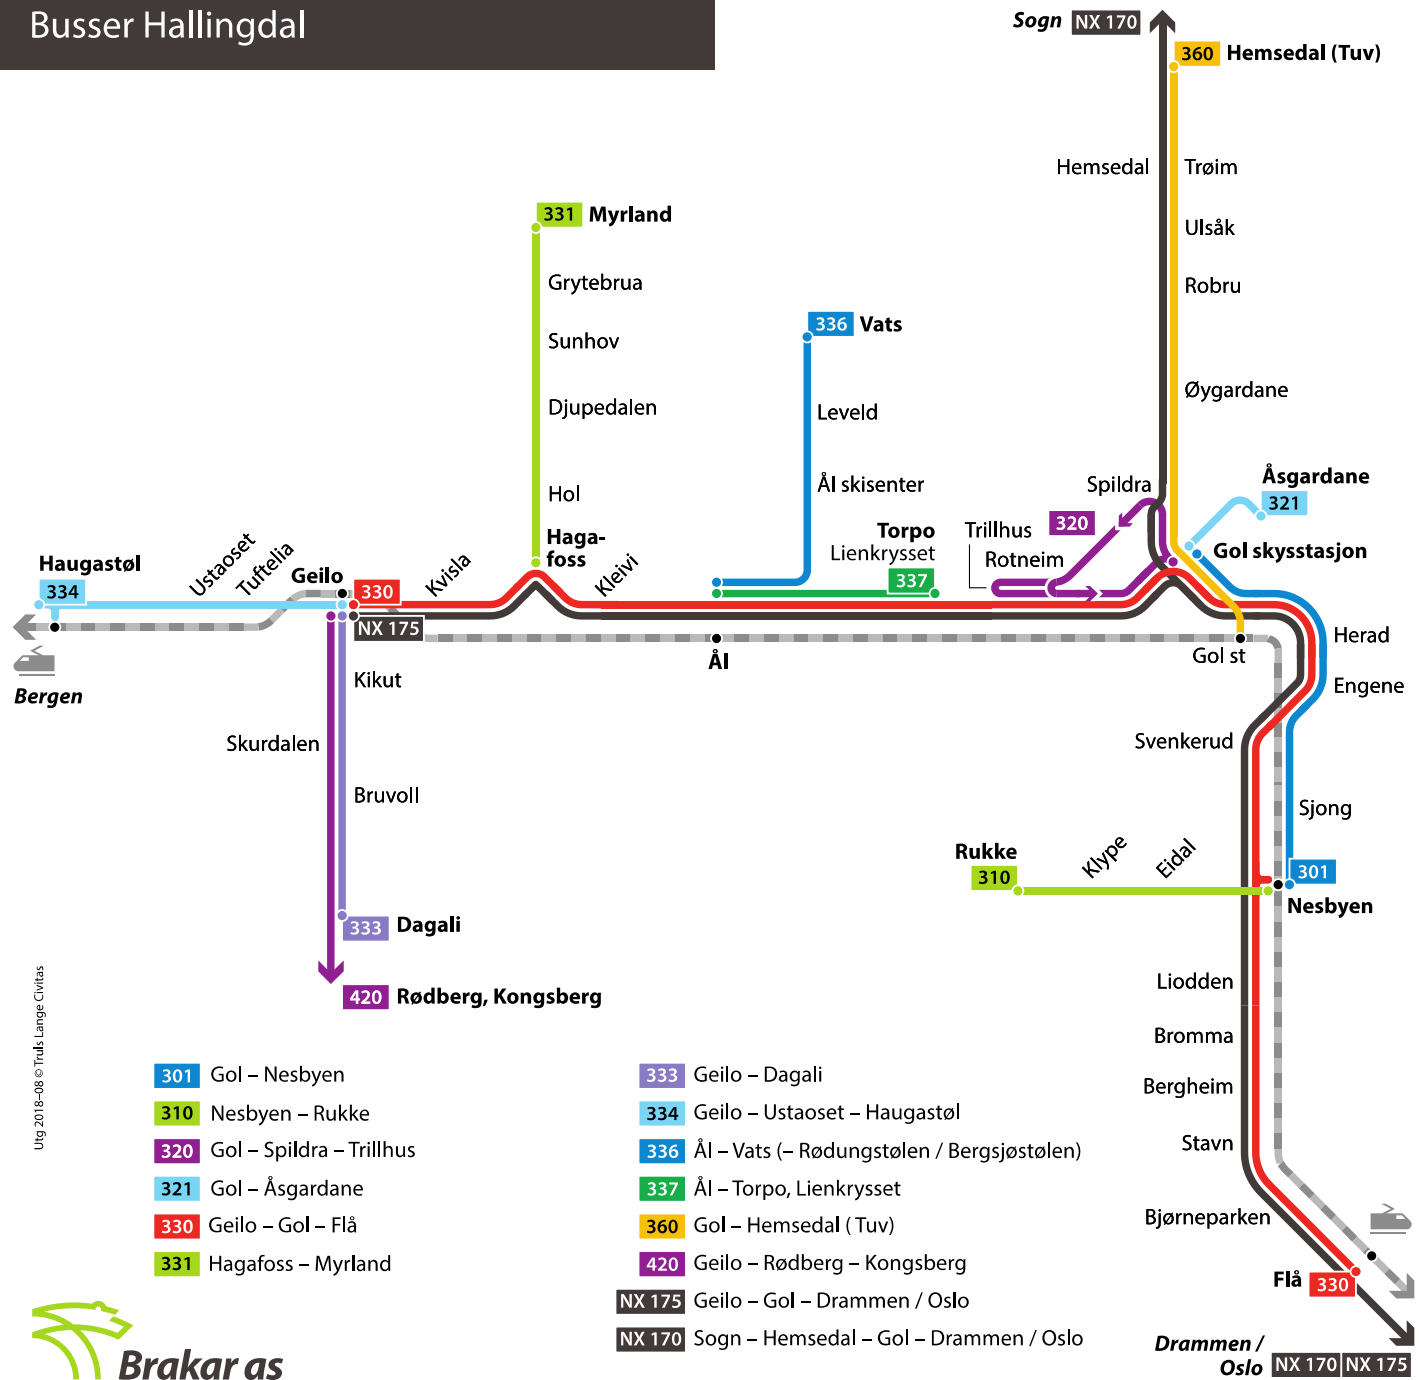 Busser Hallingdal
Sogn NX 170
360 Hemsedal (Tuv)
Hemsedal
Trøim
Ulsåk
Robru
Øygardane
331 Myrland
Grytebrua
Sunhov
Djupedalen
Hol
Haga-
foss
336 Vats
Leveld
Ål skisenter
Torpo
Lienkrysset
337
Spildra
320
Trillhus
Rotneim
Åsgardane
321
Gol skysstasjon
Haugastøl
334
Ustaoset
Tuftelia
Geilo
330
NX 175
Kvisla
Kleivi
Bergen
Ål
Gol st
Herad
Engene
Kikut
Skurdalen
Bruvoll
Svenkerud
Sjong
Rukke
310
Klype
Eidal
301
Nesbyen
333 Dagali
420 Rødberg, Kongsberg
Liodden
Bromma
Bergheim
Stavn
Bjørneparken
Flå 330
Drammen /
Oslo NX 170 NX 175
Utg 2018–08 © Truls Lange Civitas
301 Gol – Nesbyen
310 Nesbyen – Rukke
320 Gol – Spildra – Trillhus
321 Gol – Åsgardane
330 Geilo – Gol – Flå
331 Hagafoss – Myrland
333 Geilo – Dagali
334 Geilo – Ustaoset – Haugastøl
336 Ål – Vats (– Rødungstølen / Bergsjøstølen)
337 Ål – Torpo, Lienkrysset
360 Gol – Hemsedal (Tuv)
420 Geilo – Rødberg – Kongsberg
NX 175 Geilo – Gol – Drammen / Oslo
NX 170 Sogn – Hemsedal – Gol – Drammen / Oslo
Brakar as